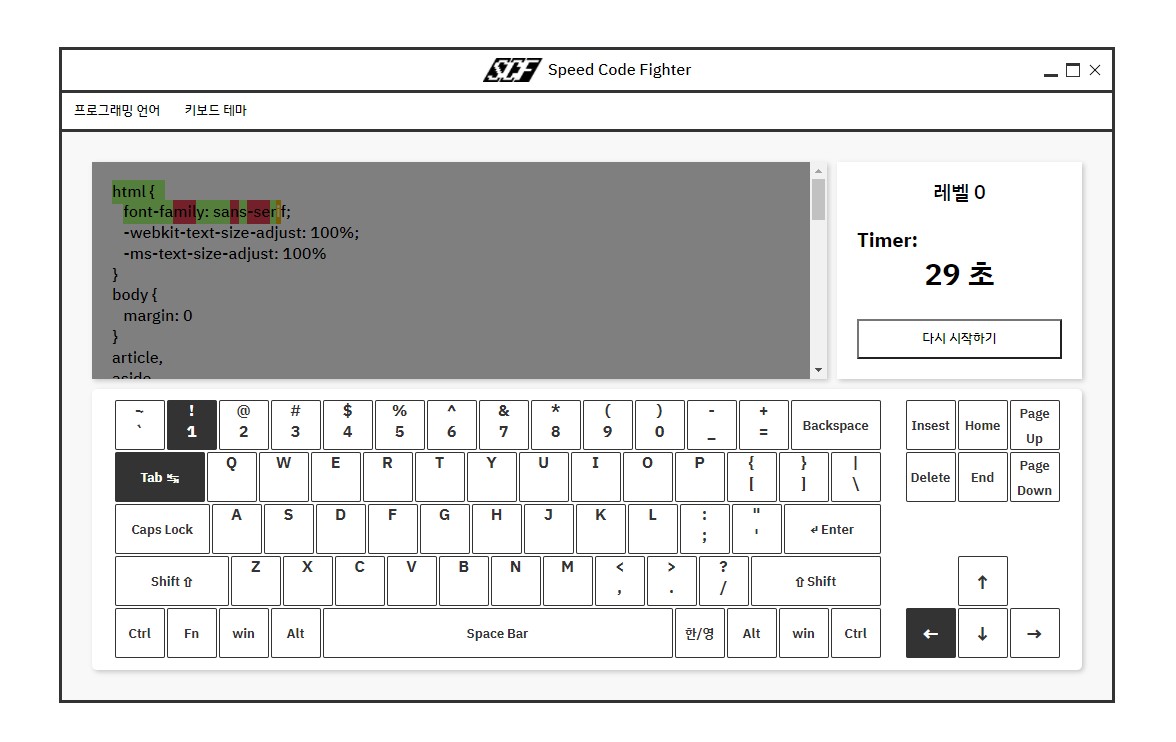 SCF Speed Code Fighter
프로그래밍 언어 키보드 테마
html {
font-family: sans-serif;
-webkit-text-size-adjust: 100%;
-ms-text-size-adjust: 100%
}
body {
margin: 0
}
article,
aside
레벨 0
Timer:
29 초
다시 시작하기
~ ! @ # $ % ^ & * ( ) - +
` 1 2 3 4 5 6 7 8 9 0 _ = Backspace
Tab ↹ Q W E R T Y U I O P { } |
[ ] \
Caps Lock A S D F G H J K L : "
; ' ↲ Enter
Shift ⇧ Z X C V B N M < > ?
, . / ⇧ Shift
Ctrl Fn win Alt Space Bar 한/영 Alt win Ctrl
Insest Home Page Up
Delete End Page Down
↑
← ↓ →